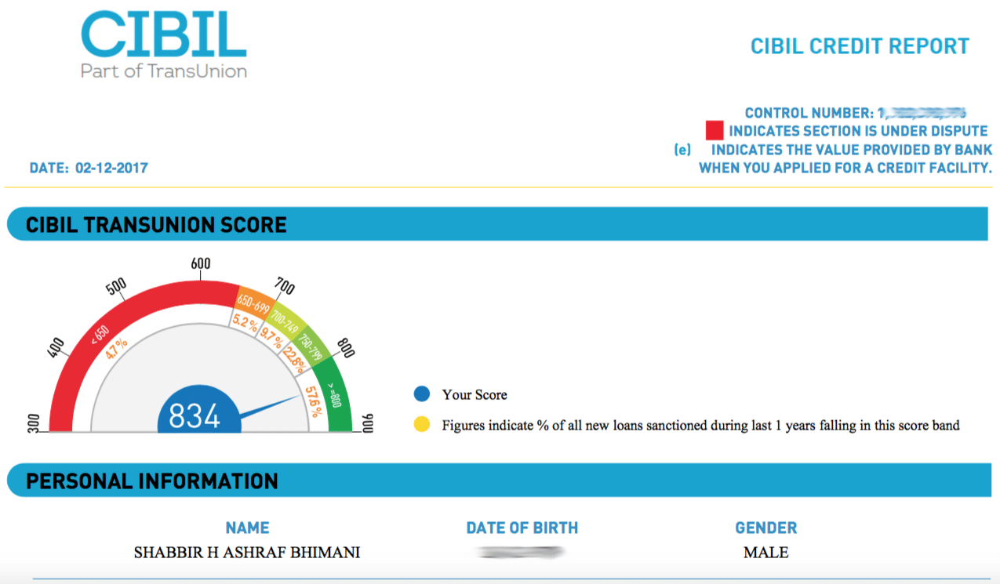 CIBIL
Part of TransUnion
CIBIL CREDIT REPORT
CONTROL NUMBER:
INDICATES SECTION IS UNDER DISPUTE
(e) INDICATES THE VALUE PROVIDED BY BANK
WHEN YOU APPLIED FOR A CREDIT FACILITY.
DATE: 02-12-2017
CIBIL TRANSUNION SCORE
300
400
500
600
700
800
900
<650
650-699
700-749
750-799
>=800
4.7%
5.2%
9.7%
22.8%
57.6%
834
Your Score
Figures indicate % of all new loans sanctioned during last 1 years falling in this score band
PERSONAL INFORMATION
NAME DATE OF BIRTH GENDER
SHABBIR H ASHRAF BHIMANI MALE